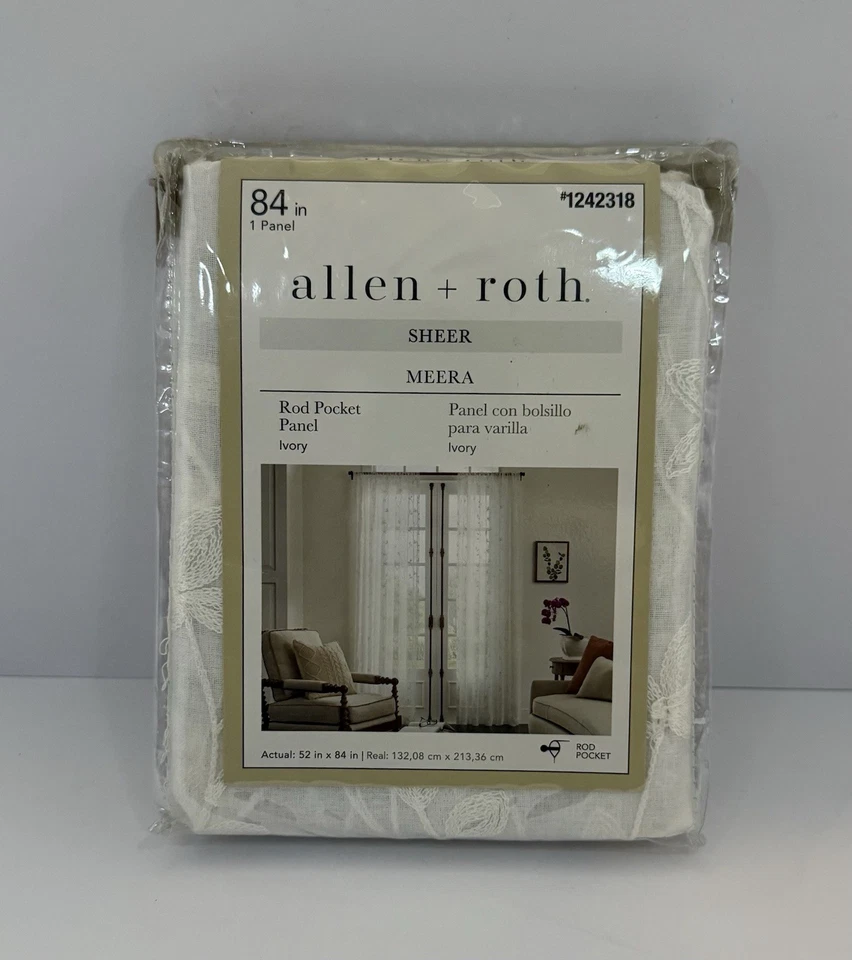 84 in
#1242318
1 Panel
allen + roth.
SHEER
MEERA
Rod Pocket
Panel
Ivory
Panel con bolsillo
para varilla
Ivory
Actual: 52 in x 84 in | Real: 132,08 cm x 213,36 cm
ROD
POCKET